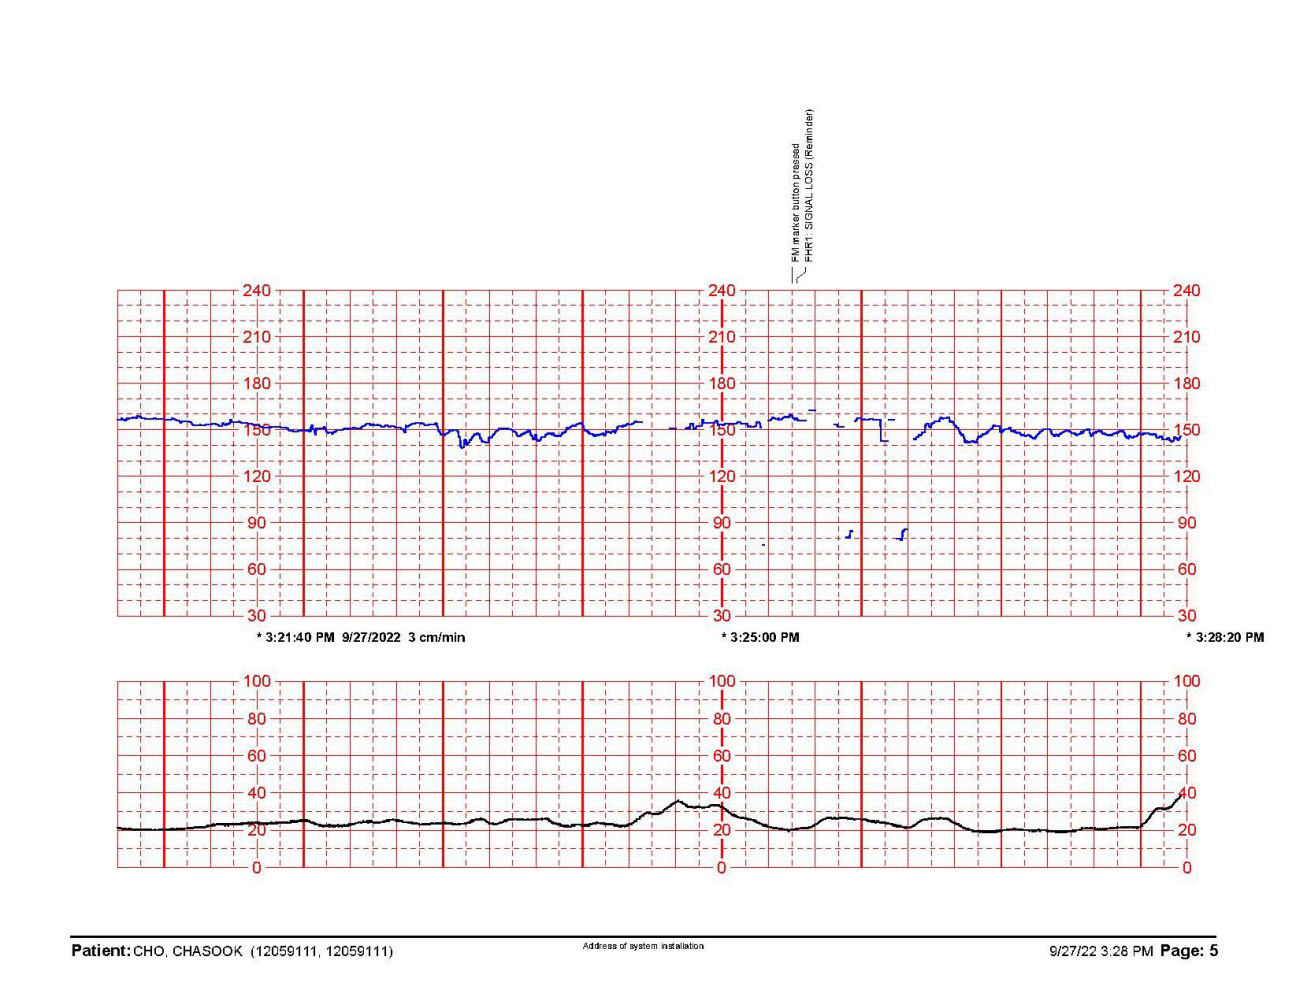 FM marker button pressed
FHR1: SIGNAL LOSS (Reminder)
240 240 240
210 210 210
180 180 180
150 150 150
120 120 120
90 90 90
60 60 60
30 30 30
* 3:21:40 PM 9/27/2022 3 cm/min * 3:25:00 PM * 3:28:20 PM
100 100 100
80 80 80
60 60 60
40 40 40
20 20 20
0 0 0
Patient: CHO, CHASOOK (12059111, 12059111) Address of system installation 9/27/22 3:28 PM Page: 5